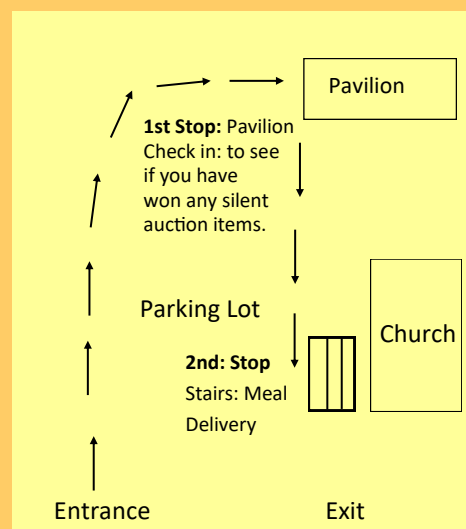 Pavilion
1st Stop: Pavilion
Check in: to see
if you have
won any silent
auction items.
Parking Lot
Church
2nd: Stop
Stairs: Meal
Delivery
Entrance
Exit